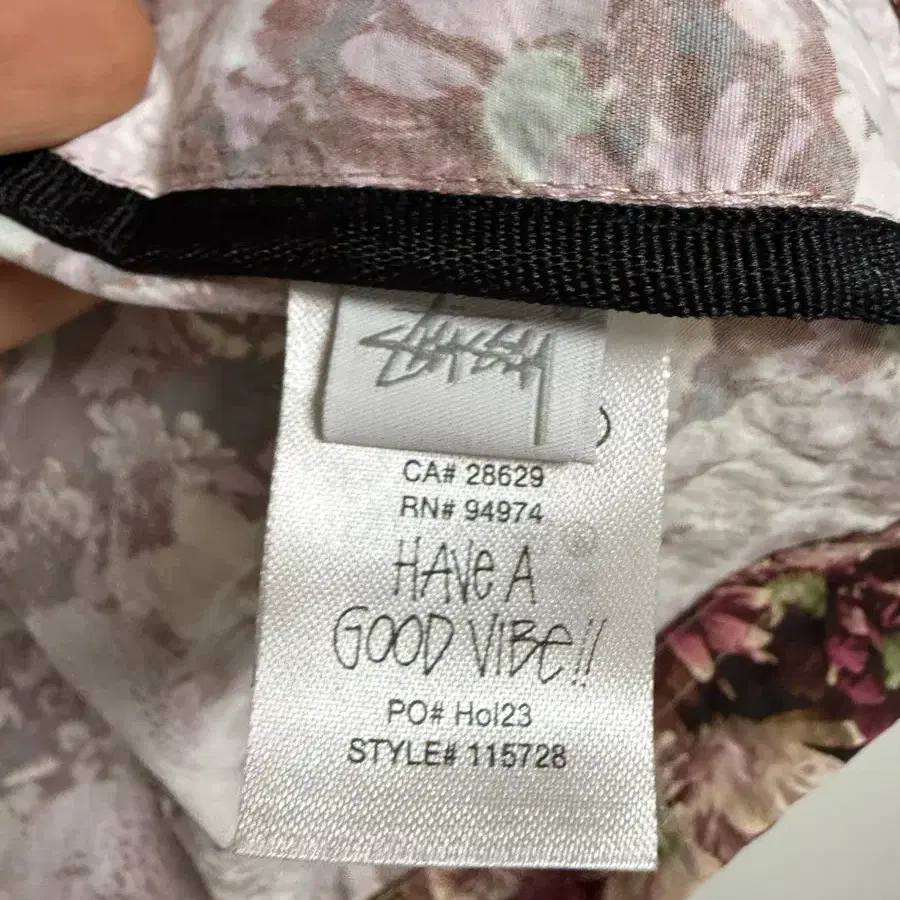 Stüssy
CA# 28629
RN# 94974
HAVE A
GOOD VIBE!!
PO# Hol23
STYLE# 115728